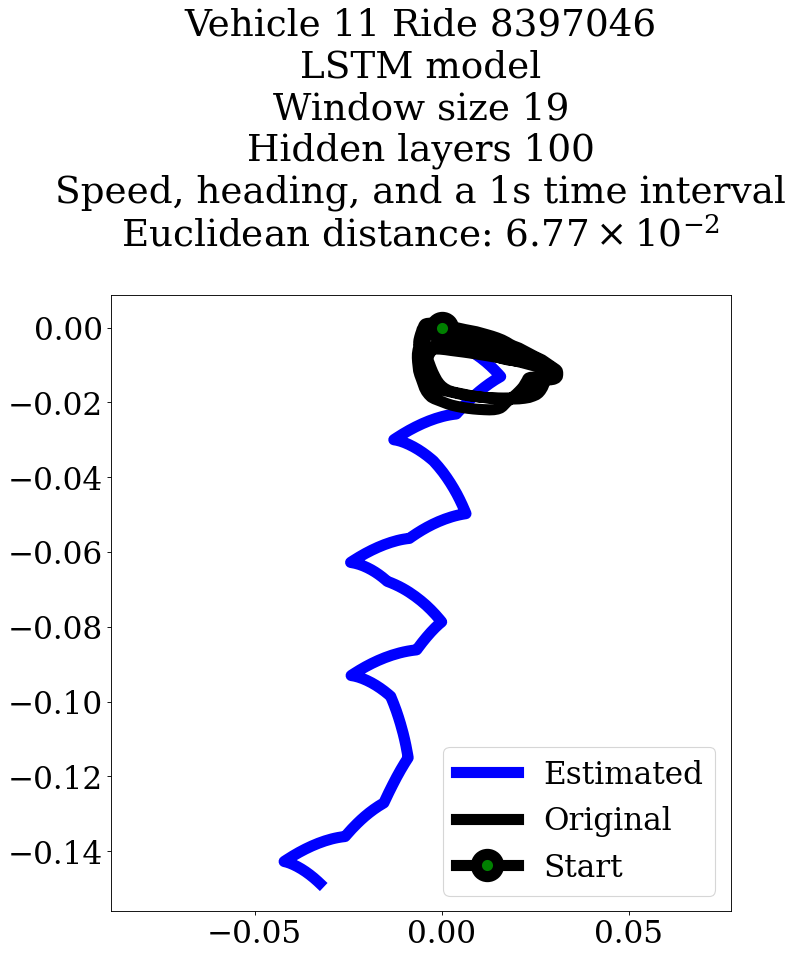 Vehicle 11 Ride 8397046
LSTM model
Window size 19
Hidden layers 100
Speed, heading, and a 1s time interval
Euclidean distance: 6.77 × 10⁻²
0.00
−0.02
−0.04
−0.06
−0.08
−0.10
−0.12
−0.14
Estimated
Original
Start
−0.05
0.00
0.05